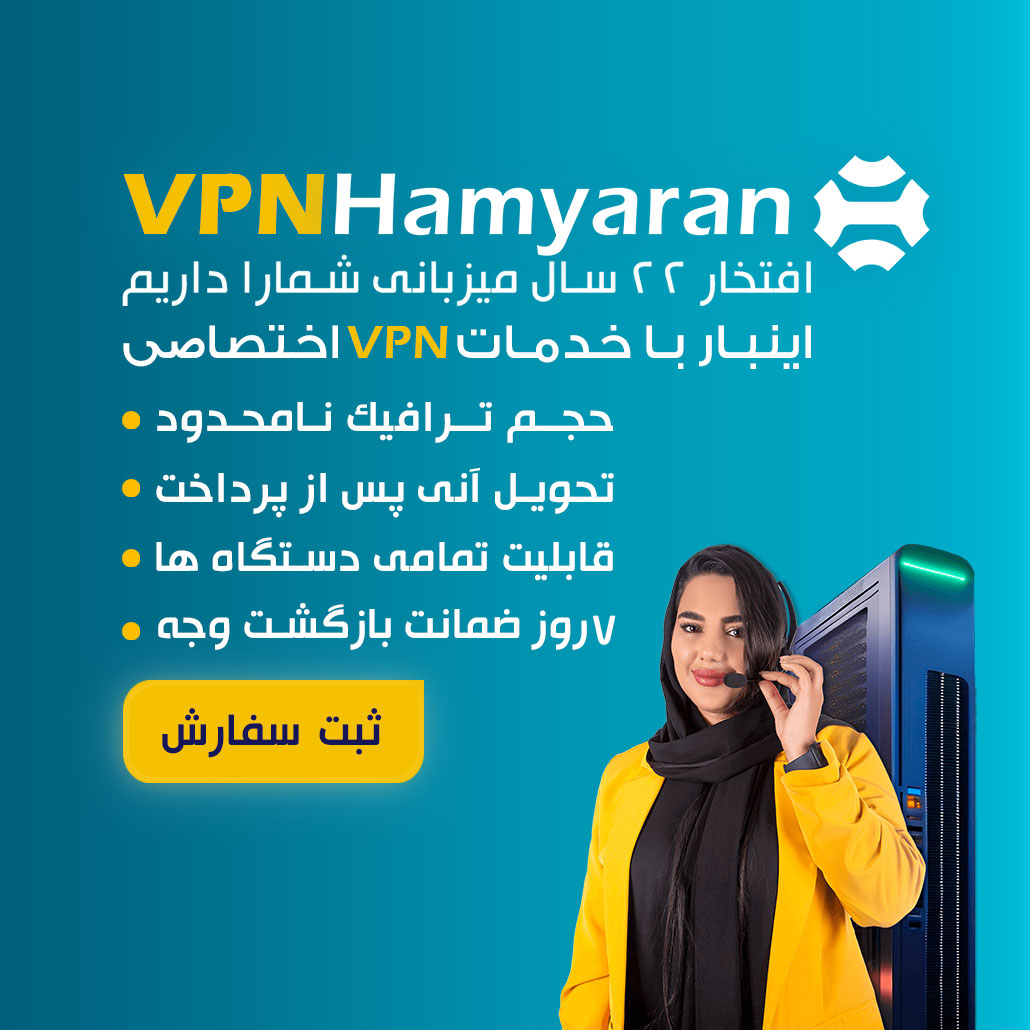 VPNHamyaran
افتخار ۲۲ سال میزبانی شمارا داریم
اینبار با خدمات VPN اختصاصی
حجم ترافیک نامحدود
تحویل آنی پس از پرداخت
قابلیت تمامی دستگاه ها
۷روز ضمانت بازگشت وجه
ثبت سفارش